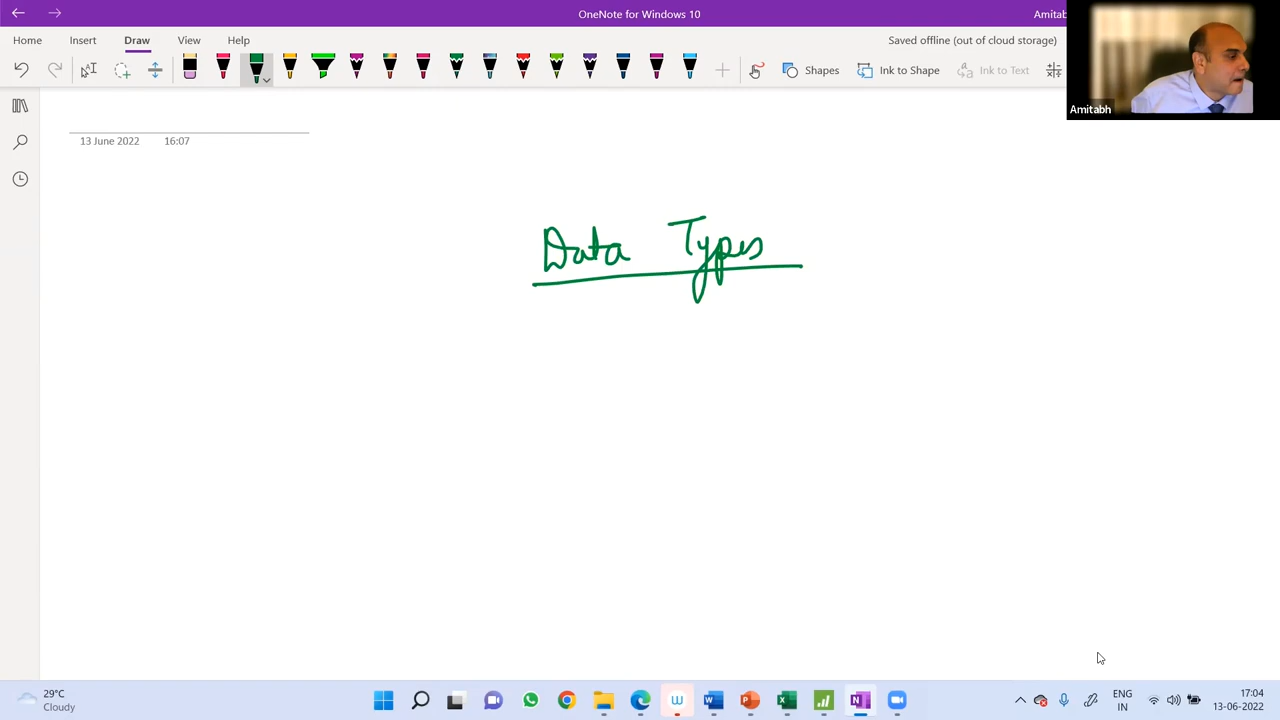 OneNote for Windows 10
Amitab
Home Insert Draw View Help
Saved offline (out of cloud storage)
Shapes Ink to Shape Ink to Text
Amitabh
13 June 2022 16:07
Data Types
29°C
Cloudy
ENG
IN
17:04
13-06-2022